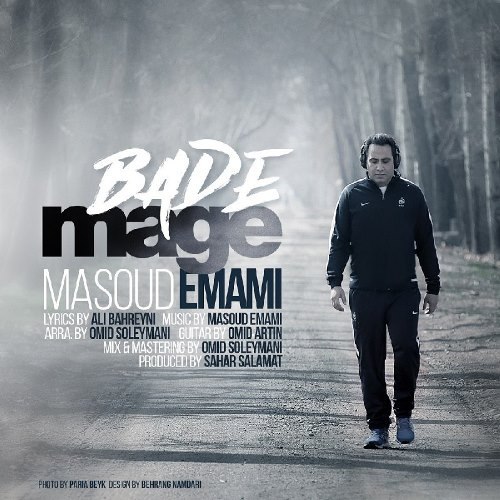 BADE
mage
MASOUD EMAMI
LYRICS BY ALI BAHREYNI MUSIC BY MASOUD EMAMI
ARRA. BY OMID SOLEYMANI GUITAR BY OMID ARTIN
MIX & MASTERING BY OMID SOLEYMANI
PRODUCED BY SAHAR SALAMAT
PHOTO BY PARIA BEYK DESIGN BY BEHRANG NAMDARI